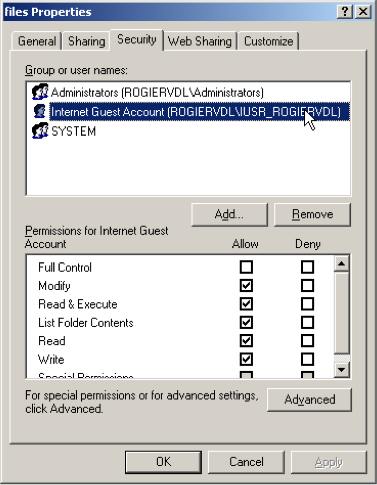 files Properties
General Sharing Security Web Sharing Customize
Group or user names:
Administrators (ROGIERVDL\Administrators)
Internet Guest Account (ROGIERVDL\IUSR_ROGIERVDL)
SYSTEM
Add... Remove
Permissions for Internet Guest
Account Allow Deny
Full Control
Modify
Read & Execute
List Folder Contents
Read
Write
Special Permissions
For special permissions or for advanced settings,
click Advanced.
Advanced
OK Cancel Apply